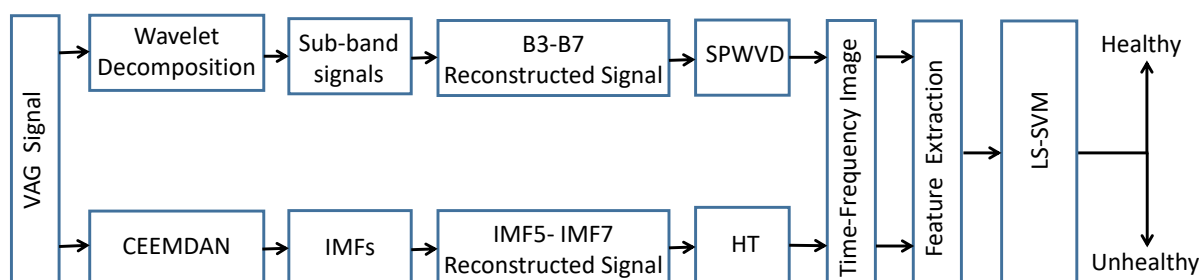 VAG Signal
Wavelet
Decomposition
Sub-band
signals
B3-B7
Reconstructed Signal
SPWVD
CEEMDAN
IMFs
IMF5- IMF7
Reconstructed Signal
HT
Time-Frequency Image
Feature Extraction
LS-SVM
Healthy
Unhealthy